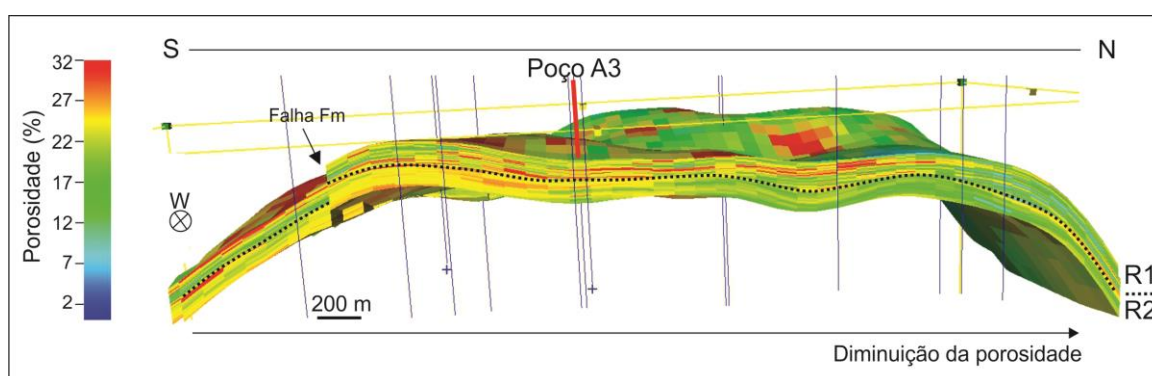 S
N
Poço A3
Falha Fm
W
Porosidade (%)
32
27
22
17
12
7
2
200 m
R1
R2
Diminuição da porosidade